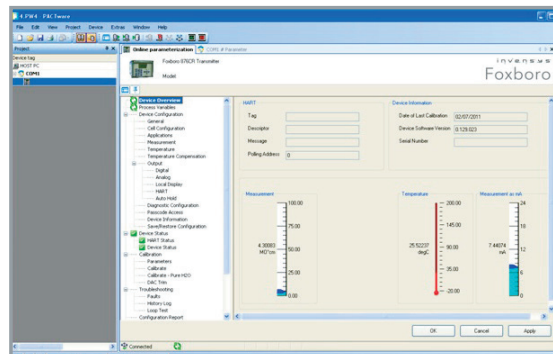 4.PW4 - PACTware
File Edit View Project Device Extras Window Help
Project
Device tag
HOST PC
COM1
Online parameterization
COM1 # Parameter
Foxboro 876CR Transmitter
Model
invensys
Foxboro
Device Overview
Process Variables
Device Configuration
General
Cell Configuration
Applications
Measurement
Temperature
Temperature Compensation
Output
Digital
Analog
Local Display
HART
Auto Hold
Diagnostic Configuration
Passcode Access
Device Information
Save/Restore Configuration
Device Status
HART Status
Device Status
Calibration
Parameters
Calibrate
Calibrate - Pure H2O
DAC Trim
Troubleshooting
Faults
History Log
Loop Test
Configuration Report
HART
Tag
Descriptor
Message
Polling Address 0
Device Information
Date of Last Calibration 02/07/2011
Device Software Version 0.129.023
Serial Number
Measurement
100.00
75.00
50.00
25.00
0.00
4.30083
MO*cm
Temperature
200.00
145.00
90.00
35.00
-20.00
25.52237
degC
Measurement as mA
24
18
12
6
0
7.44074
mA
OK Cancel Apply
Connected